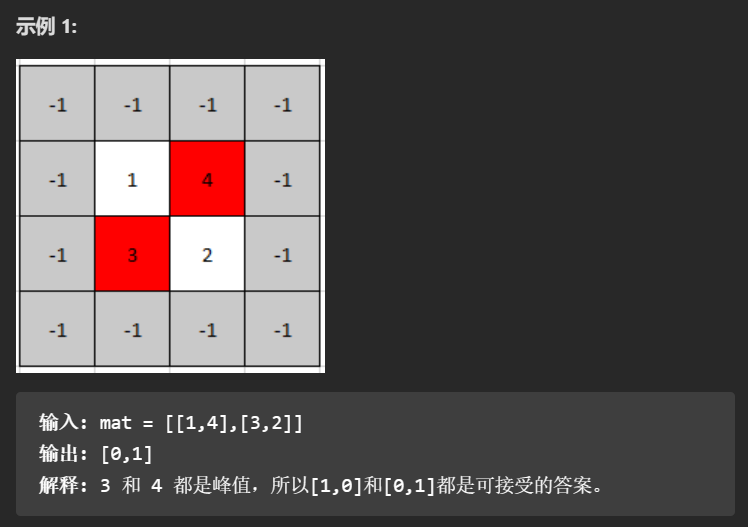 示例 1:
-1 -1 -1 -1
-1 1 4 -1
-1 3 2 -1
-1 -1 -1 -1
输入: mat = [[1,4],[3,2]]
输出: [0,1]
解释: 3 和 4 都是峰值，所以[1,0]和[0,1]都是可接受的答案。